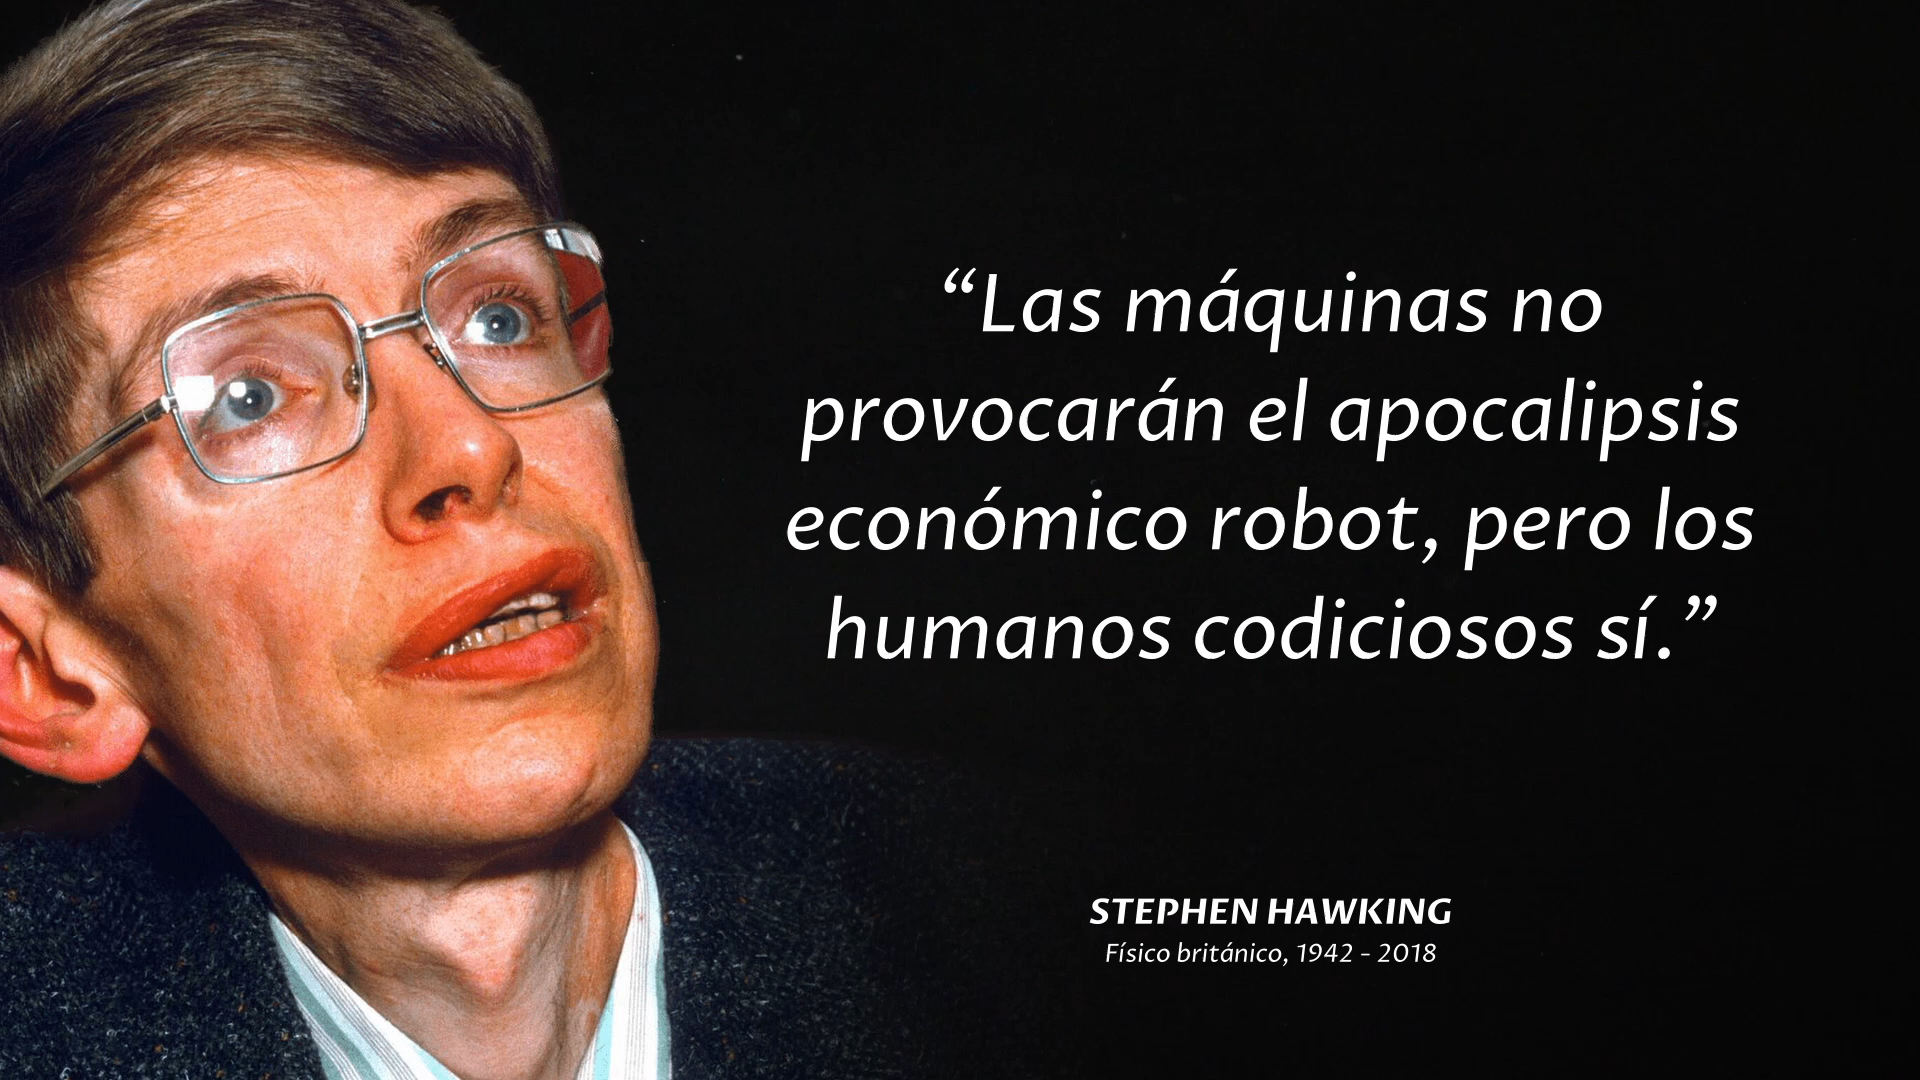 “Las máquinas no
provocarán el apocalipsis
económico robot, pero los
humanos codiciosos sí.”
STEPHEN HAWKING
Físico británico, 1942 - 2018